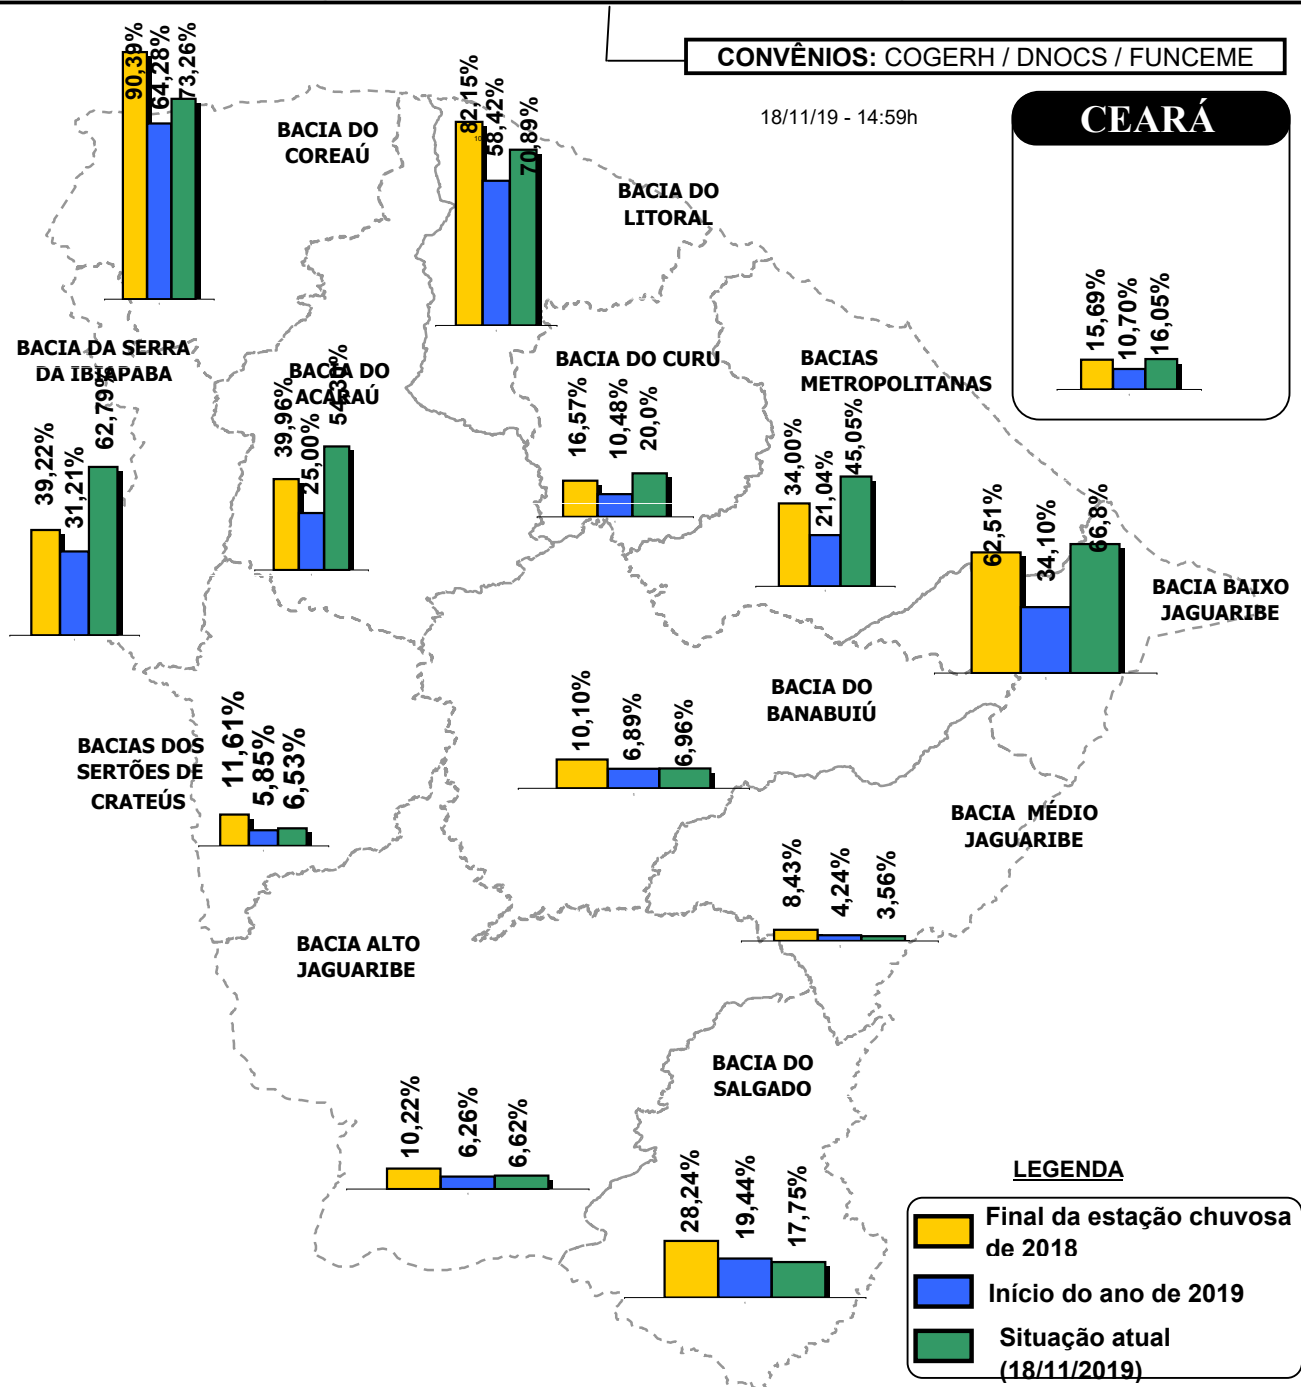 CONVÊNIOS: COGERH / DNOCS / FUNCEME
18/11/19 - 14:59h
CEARÁ
15,69%
10,70%
16,05%
90,39%
64,28%
73,26%
BACIA DO
COREAÚ
82,15%
58,42%
70,89%
BACIA DO
LITORAL
BACIA DA SERRA
DA IBIAPABA
39,22%
31,21%
62,79%
BACIA DO
ACARAÚ
39,96%
25,00%
BACIA DO CURU
16,57%
10,48%
20,0%
BACIAS
METROPOLITANAS
34,00%
21,04%
45,05%
62,51%
34,10%
66,8%
BACIA BAIXO
JAGUARIBE
BACIA DO
BANABUIÚ
10,10%
6,89%
6,96%
BACIAS DOS
SERTÕES DE
CRATEÚS
11,61%
5,85%
6,53%
BACIA MÉDIO
JAGUARIBE
8,43%
4,24%
3,56%
BACIA ALTO
JAGUARIBE
10,22%
6,26%
6,62%
BACIA DO
SALGADO
28,24%
19,44%
17,75%
LEGENDA
Final da estação chuvosa
de 2018
Início do ano de 2019
Situação atual
(18/11/2019)